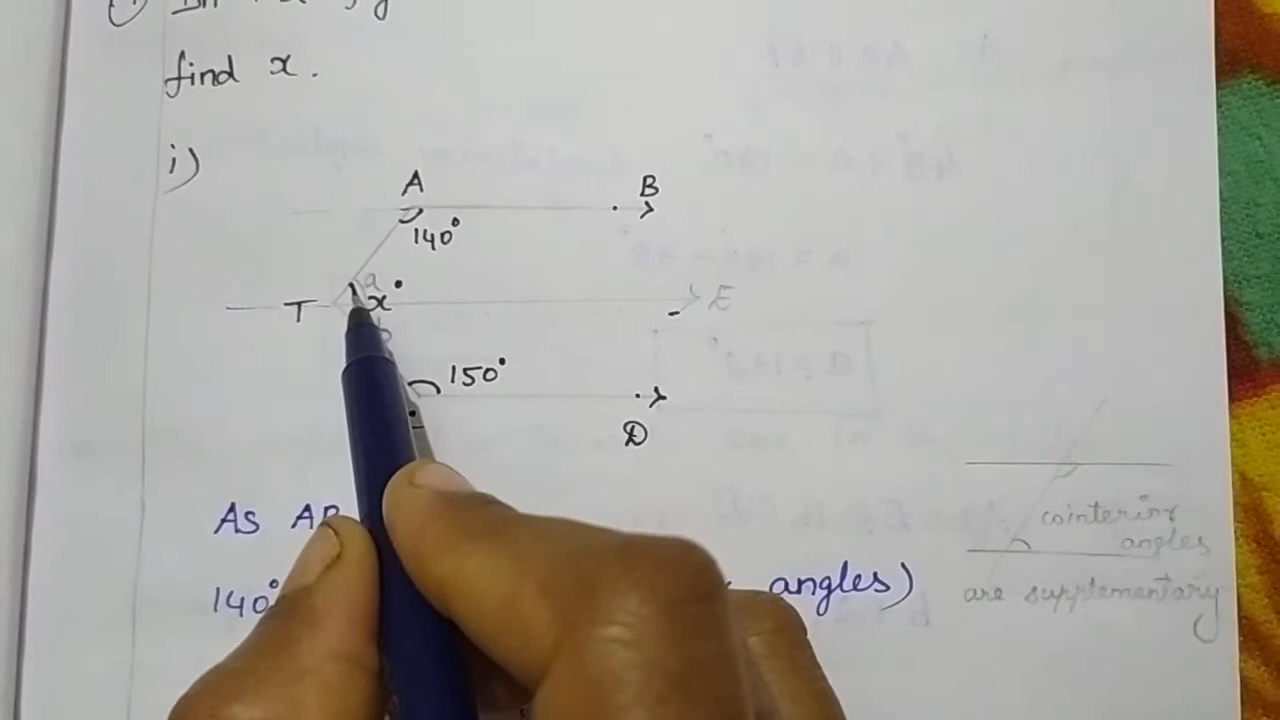 find x.
i)
A B
140°
a
T x° E
b
150°
D
As AB
140° angles)
cointerior
angles
are supplementary